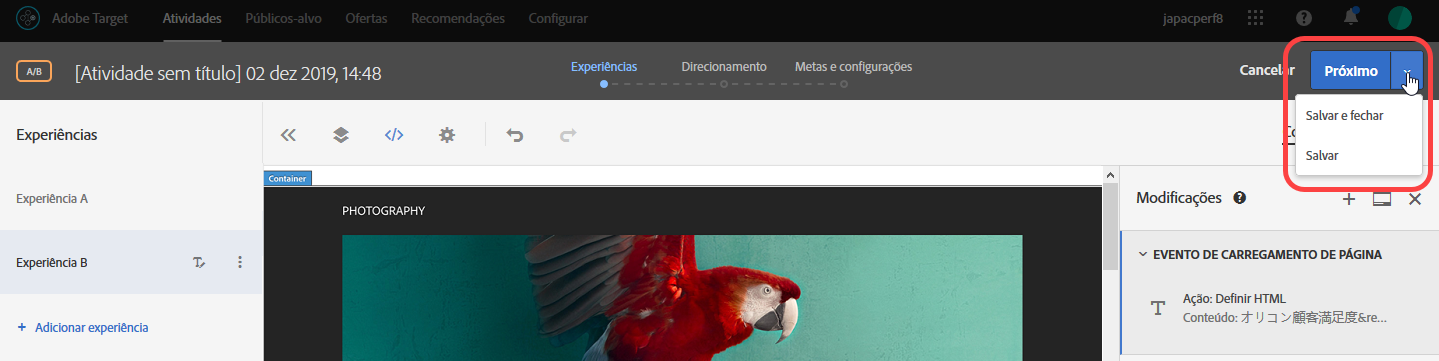 Adobe Target Atividades Públicos-alvo Ofertas Recomendações Configurar japacperf8
A/B [Atividade sem título] 02 dez 2019, 14:48 Experiências Direcionamento Metas e configurações Cancelar Próximo
Salvar e fechar
Salvar
Experiências
Experiência A
Experiência B
+ Adicionar experiência
Container
PHOTOGRAPHY
Co
Modificações
EVENTO DE CARREGAMENTO DE PÁGINA
Ação: Definir HTML
Conteúdo: オリコン顧客満足度&re...